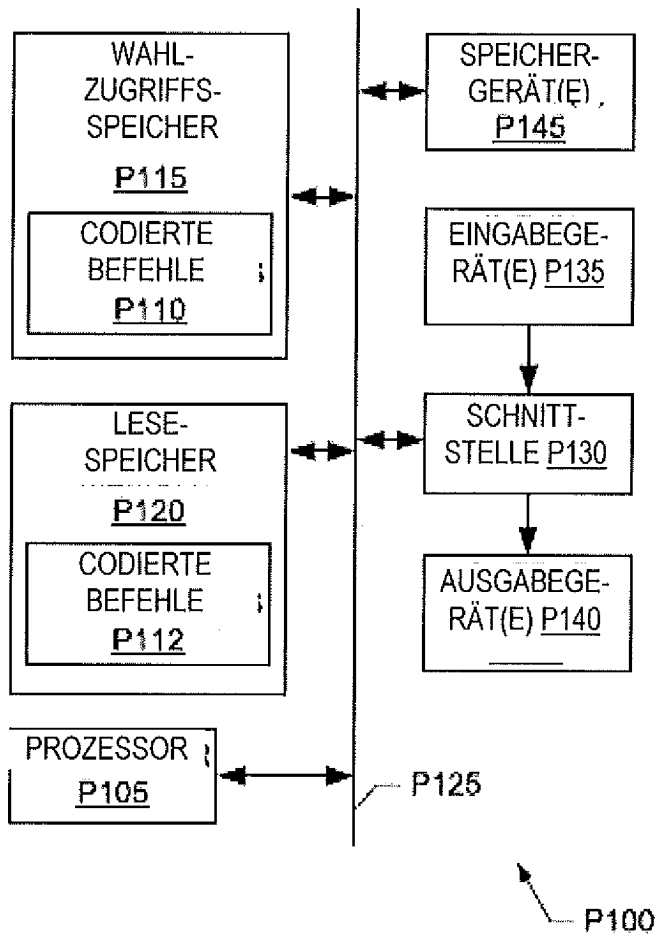 WAHL-
ZUGRIFFS-
SPEICHER
P115
CODIERTE
BEFEHLE
P110
LESE-
SPEICHER
P120
CODIERTE
BEFEHLE
P112
PROZESSOR
P105
SPEICHER-
GERÄT(E)
P145
EINGABEGE-
RÄT(E) P135
SCHNITT-
STELLE P130
AUSGABEGE-
RÄT(E) P140
P125
P100